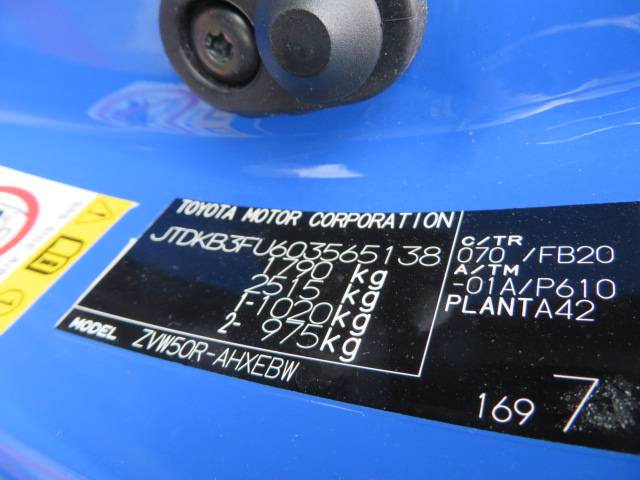 TOYOTA MOTOR CORPORATION
JTDKB3FU603565138
1790 kg
2515 kg
1-1020kg
2- 975kg
MODEL ZVW50R-AHXEBW
C/TR
070 /FB20
A/TM
-01A/P610
PLANTA42
169 7